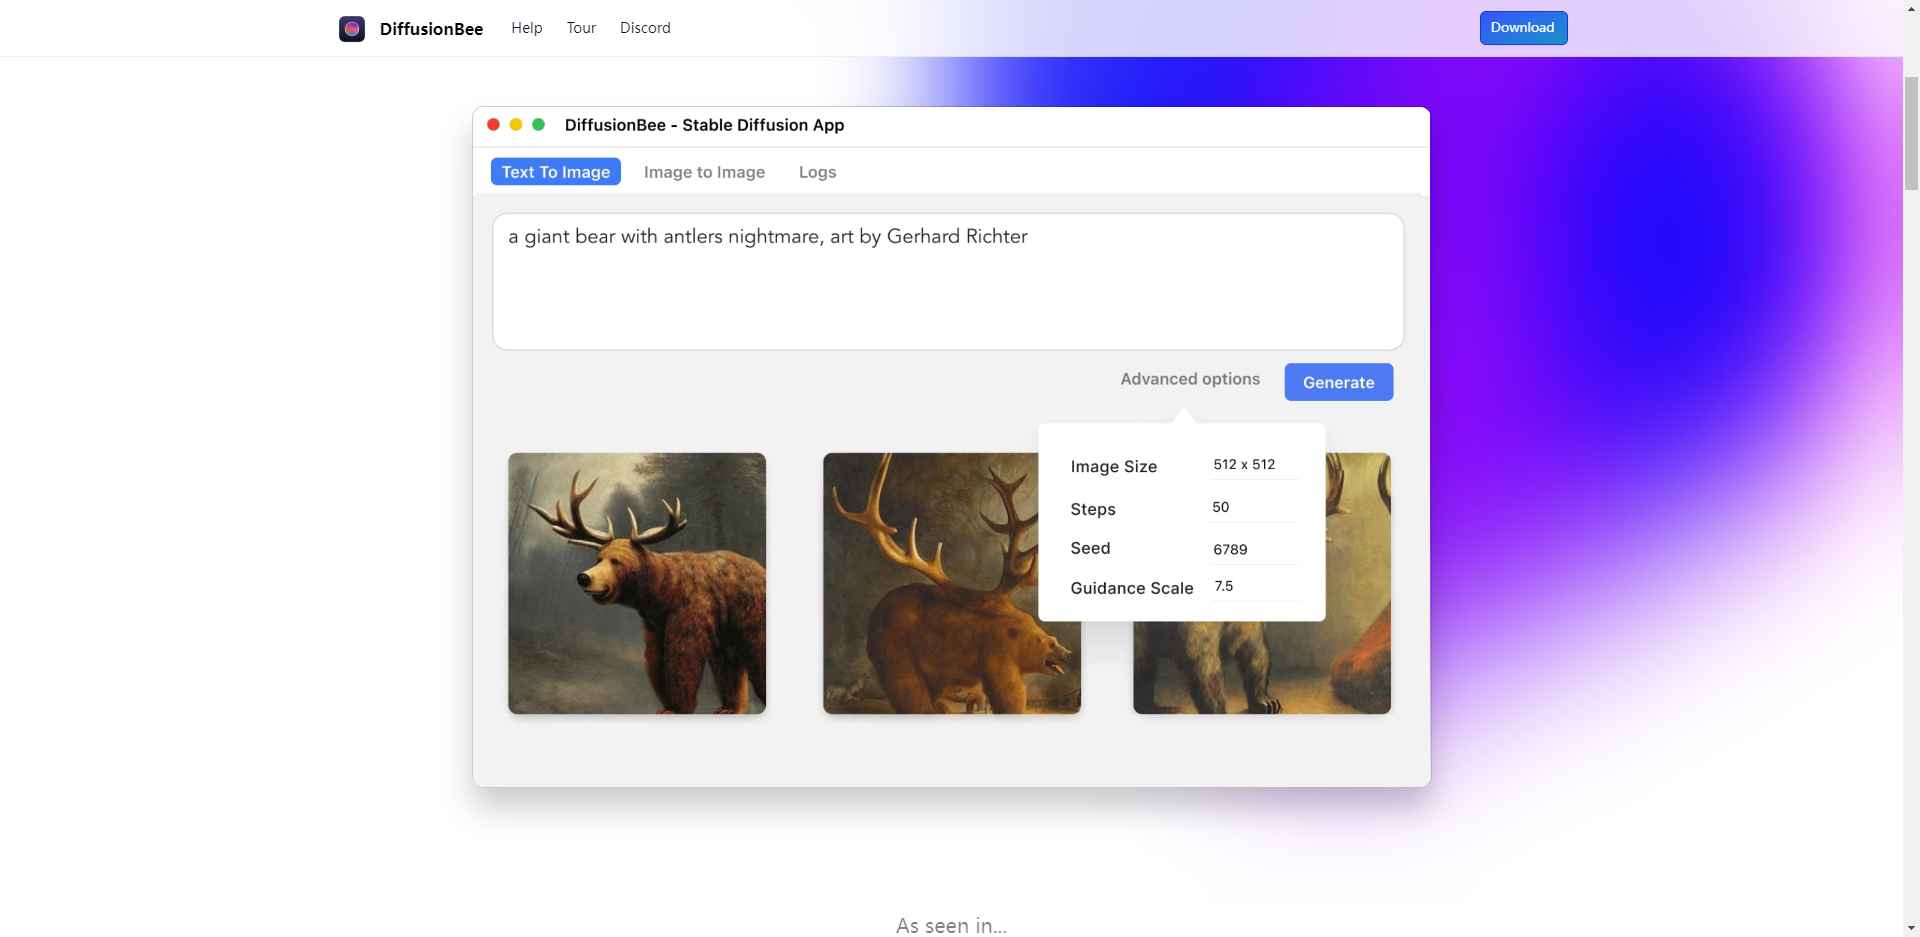 DiffusionBee Help Tour Discord Download
DiffusionBee - Stable Diffusion App
Text To Image Image to Image Logs
a giant bear with antlers nightmare, art by Gerhard Richter
Advanced options Generate
Image Size 512 x 512
Steps 50
Seed 6789
Guidance Scale 7.5
As seen in...